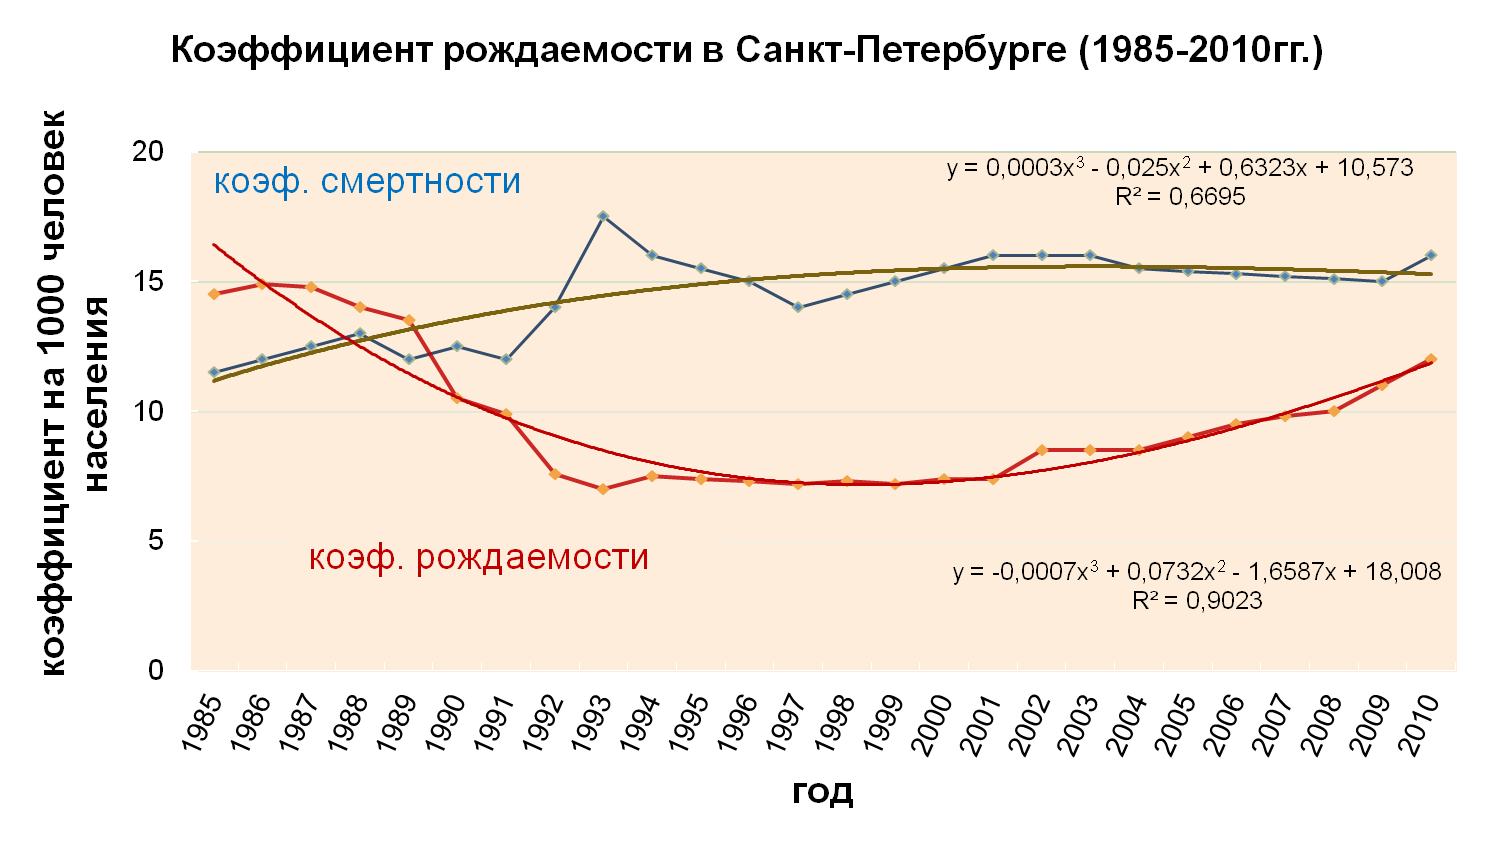 Коэффициент рождаемости в Санкт-Петербурге (1985-2010гг.)
коэффициент на 1000 человек
населения
20
15
10
5
0
коэф. смертности
y = 0,0003x³ - 0,025x² + 0,6323x + 10,573
R² = 0,6695
коэф. рождаемости
y = -0,0007x³ + 0,0732x² - 1,6587x + 18,008
R² = 0,9023
1985 1986 1987 1988 1989 1990 1991 1992 1993 1994 1995 1996 1997 1998 1999 2000 2001 2002 2003 2004 2005 2006 2007 2008 2009 2010
год